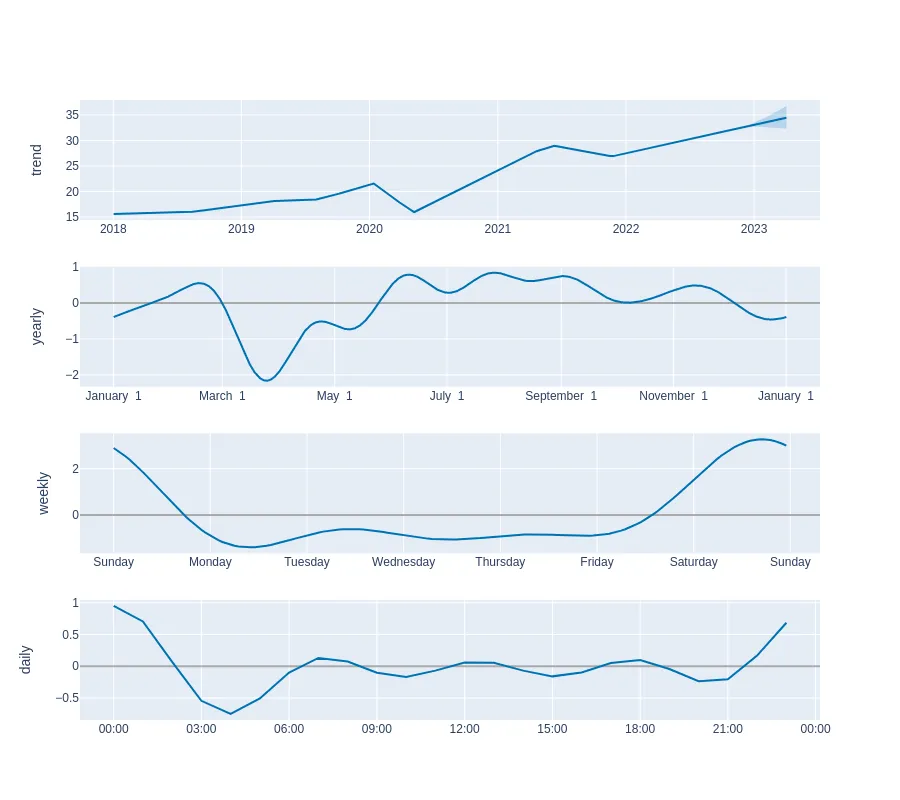 trend
35
30
25
20
15
2018 2019 2020 2021 2022 2023
yearly
1
0
−1
−2
January 1 March 1 May 1 July 1 September 1 November 1 January 1
weekly
2
0
Sunday Monday Tuesday Wednesday Thursday Friday Saturday Sunday
daily
1
0.5
0
−0.5
00:00 03:00 06:00 09:00 12:00 15:00 18:00 21:00 00:00